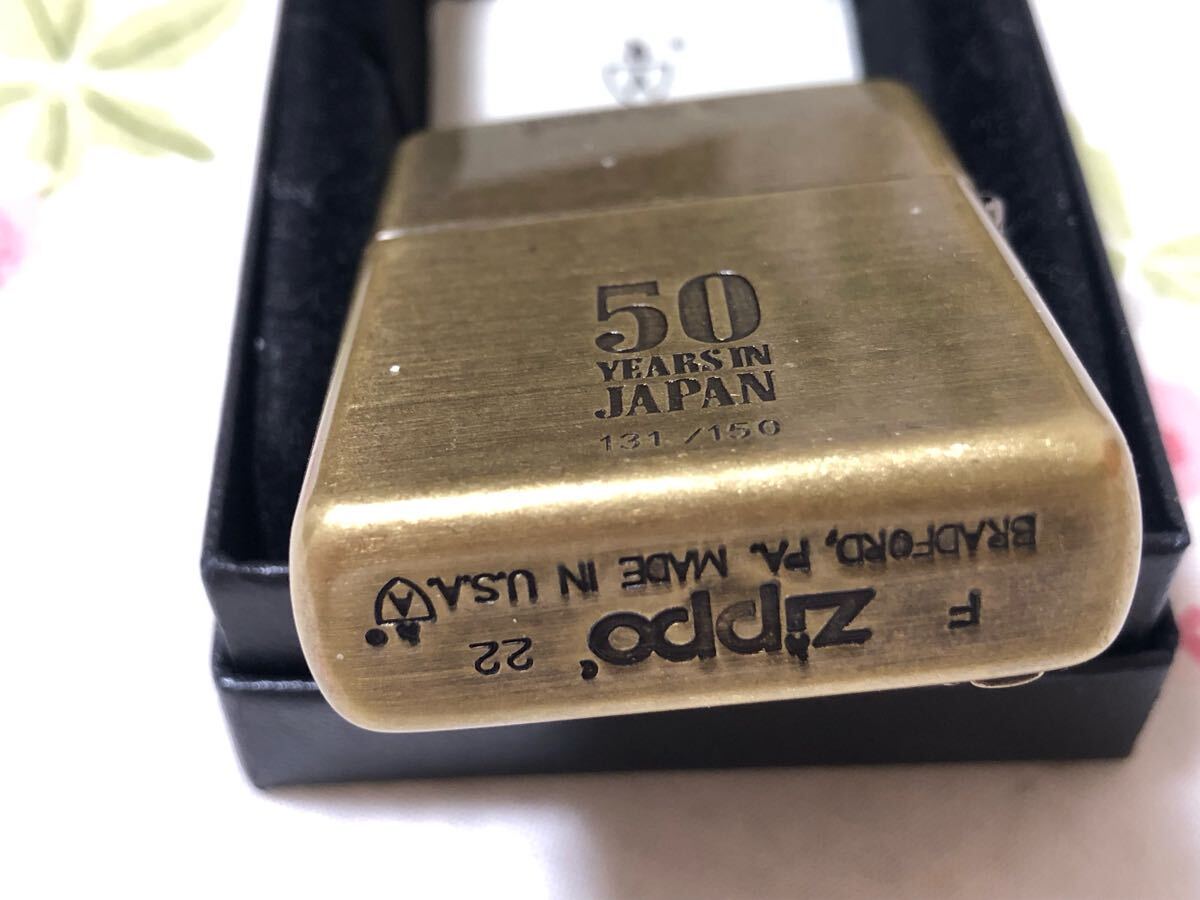 50
YEARS IN
JAPAN
131/150
BRADFORD, PA. MADE IN U.S.A.
F Zippo 22